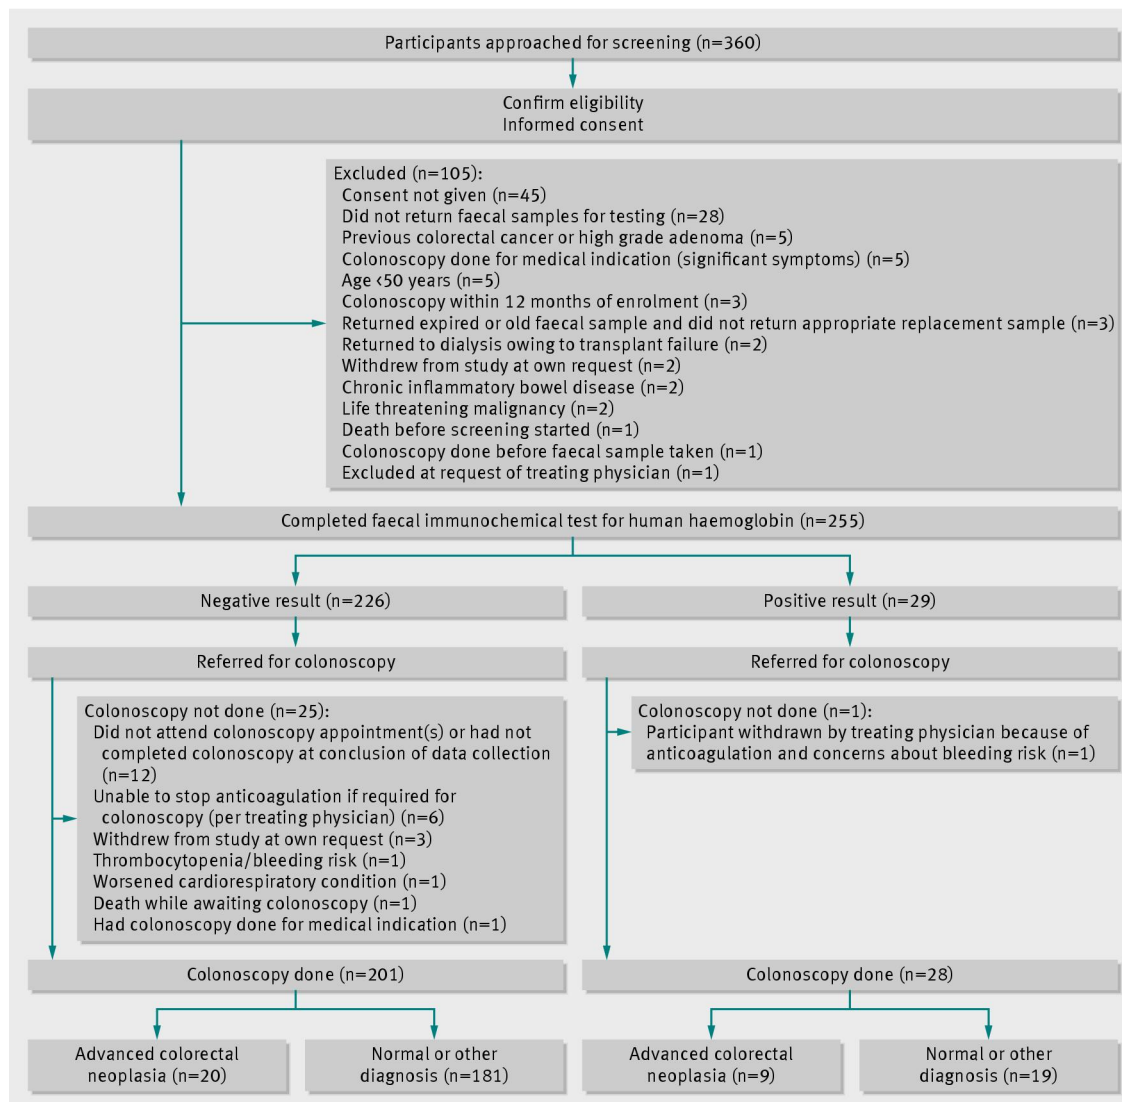 Participants approached for screening (n=360)
Confirm eligibility
Informed consent
Excluded (n=105):
Consent not given (n=45)
Did not return faecal samples for testing (n=28)
Previous colorectal cancer or high grade adenoma (n=5)
Colonoscopy done for medical indication (significant symptoms) (n=5)
Age <50 years (n=5)
Colonoscopy within 12 months of enrolment (n=3)
Returned expired or old faecal sample and did not return appropriate replacement sample (n=3)
Returned to dialysis owing to transplant failure (n=2)
Withdrew from study at own request (n=2)
Chronic inflammatory bowel disease (n=2)
Life threatening malignancy (n=2)
Death before screening started (n=1)
Colonoscopy done before faecal sample taken (n=1)
Excluded at request of treating physician (n=1)
Completed faecal immunochemical test for human haemoglobin (n=255)
Negative result (n=226)
Referred for colonoscopy
Colonoscopy not done (n=25):
Did not attend colonoscopy appointment(s) or had not
completed colonoscopy at conclusion of data collection
(n=12)
Unable to stop anticoagulation if required for
colonoscopy (per treating physician) (n=6)
Withdrew from study at own request (n=3)
Thrombocytopenia/bleeding risk (n=1)
Worsened cardiorespiratory condition (n=1)
Death while awaiting colonoscopy (n=1)
Had colonoscopy done for medical indication (n=1)
Colonoscopy done (n=201)
Advanced colorectal
neoplasia (n=20)
Normal or other
diagnosis (n=181)
Positive result (n=29)
Referred for colonoscopy
Colonoscopy not done (n=1):
Participant withdrawn by treating physician because of
anticoagulation and concerns about bleeding risk (n=1)
Colonoscopy done (n=28)
Advanced colorectal
neoplasia (n=9)
Normal or other
diagnosis (n=19)